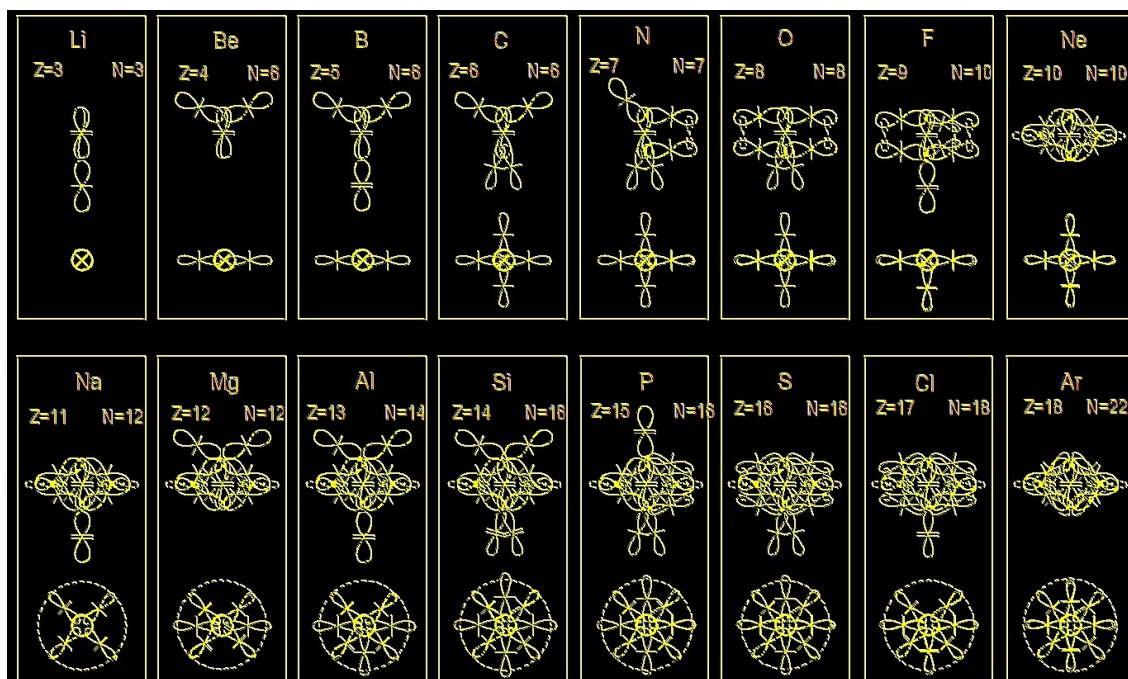 Li Be B C N O F Ne
Z=3 N=3 Z=4 N=6 Z=5 N=6 Z=6 N=6 Z=7 N=7 Z=8 N=8 Z=9 N=10 Z=10 N=10
Na Mg Al Si P S Cl Ar
Z=11 N=12 Z=12 N=12 Z=13 N=14 Z=14 N=16 Z=15 N=16 Z=16 N=16 Z=17 N=18 Z=18 N=22